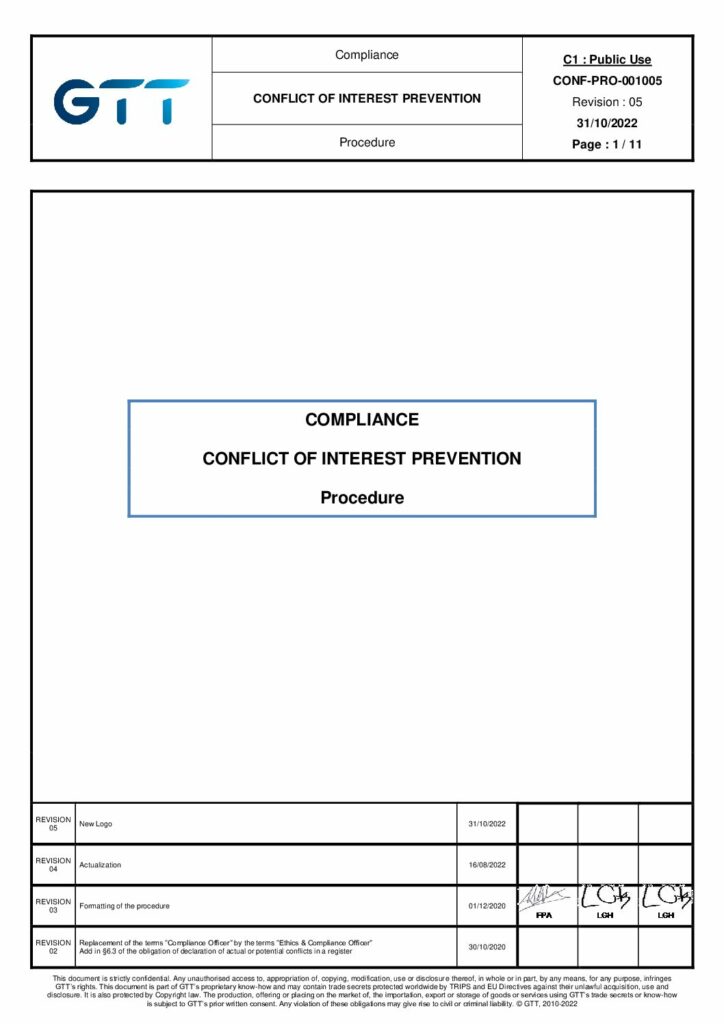 GTT
Compliance
CONFLICT OF INTEREST PREVENTION
Procedure
C1 : Public Use
CONF-PRO-001005
Revision : 05
31/10/2022
Page : 1 / 11
COMPLIANCE
CONFLICT OF INTEREST PREVENTION
Procedure
REVISION
05
New Logo
31/10/2022
REVISION
04
Actualization
16/08/2022
REVISION
03
Formatting of the procedure
01/12/2020
FPA
LGH
LGH
REVISION
02
Replacement of the terms "Compliance Officer" by the terms "Ethics & Compliance Officer"
Add in §6.3 of the obligation of declaration of actual or potential conflicts in a register
30/10/2020
This document is strictly confidential. Any unauthorised access to, appropriation of, copying, modification, use or disclosure thereof, in whole or in part, by any means, for any purpose, infringes
GTT's rights. This document is part of GTT's proprietary know-how and may contain trade secrets protected worldwide by TRIPS and EU Directives against their unlawful acquisition, use and
disclosure. It is also protected by Copyright law. The production, offering or placing on the market of, the importation, export or storage of goods or services using GTT's trade secrets or know-how
is subject to GTT's prior written consent. Any violation of these obligations may give rise to civil or criminal liability. © GTT, 2010-2022